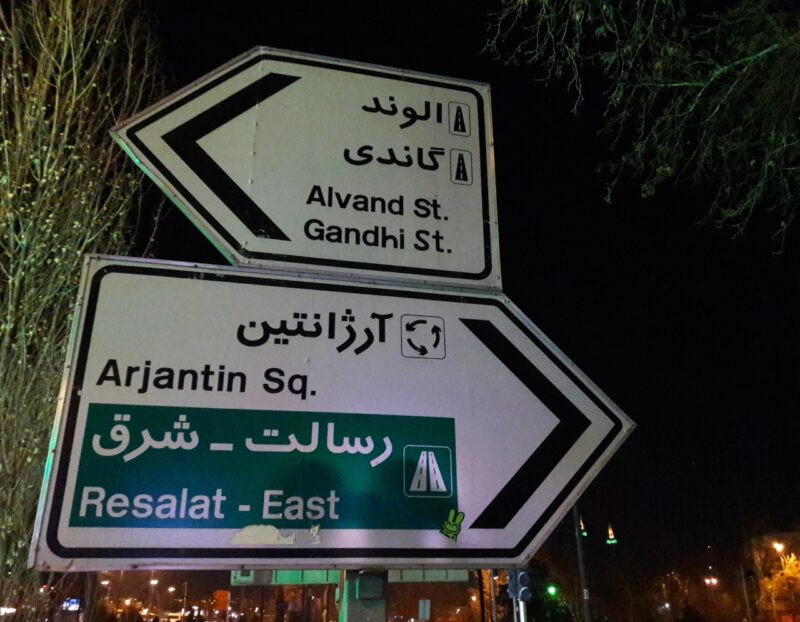 الوند
گاندی
Alvand St.
Gandhi St.
آرژانتین
Arjantin Sq.
رسالت - شرق
Resalat - East